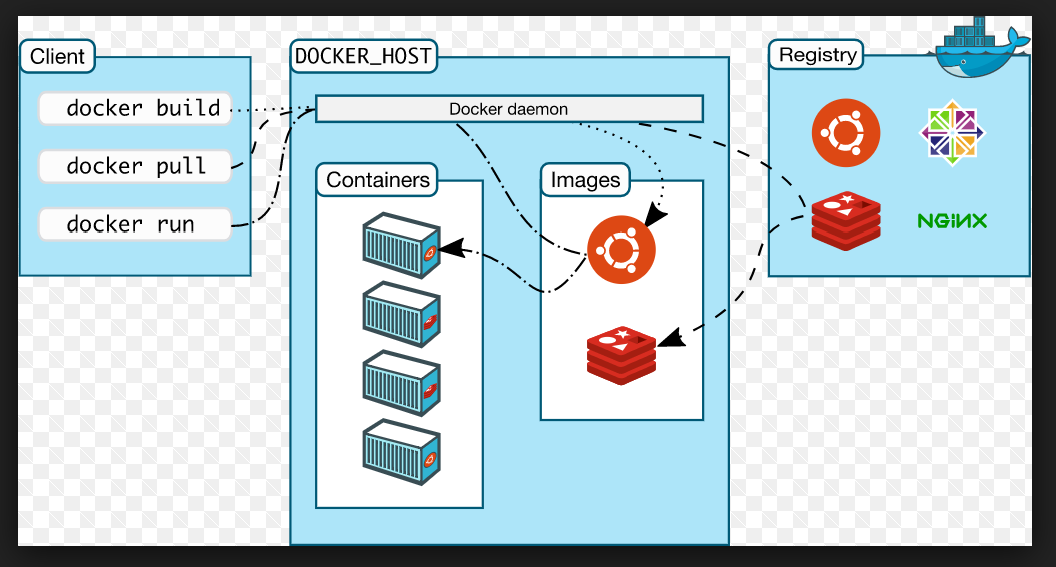 Client
docker build
docker pull
docker run
DOCKER_HOST
Docker daemon
Containers
Images
Registry
NGINX